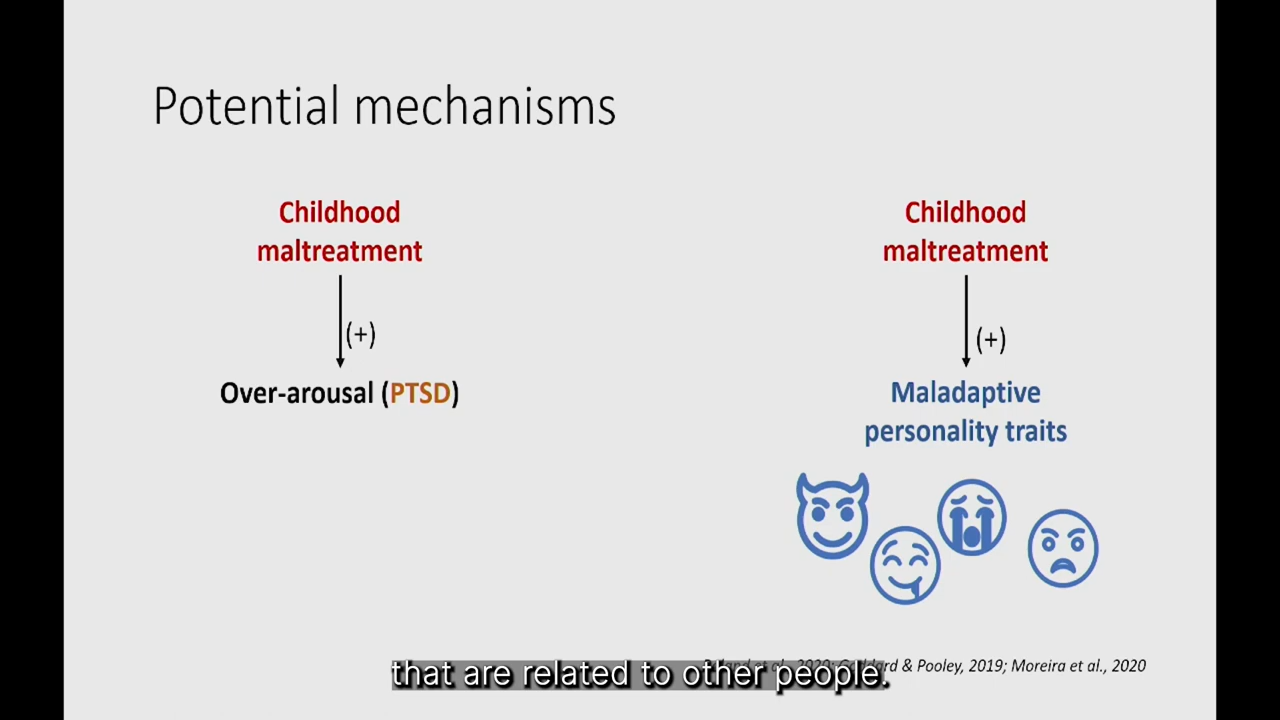 Potential mechanisms
Childhood
maltreatment
(+)
Over-arousal (PTSD)
Childhood
maltreatment
(+)
Maladaptive
personality traits
& Pooley, 2019; Moreira et al., 2020
that are related to other people.